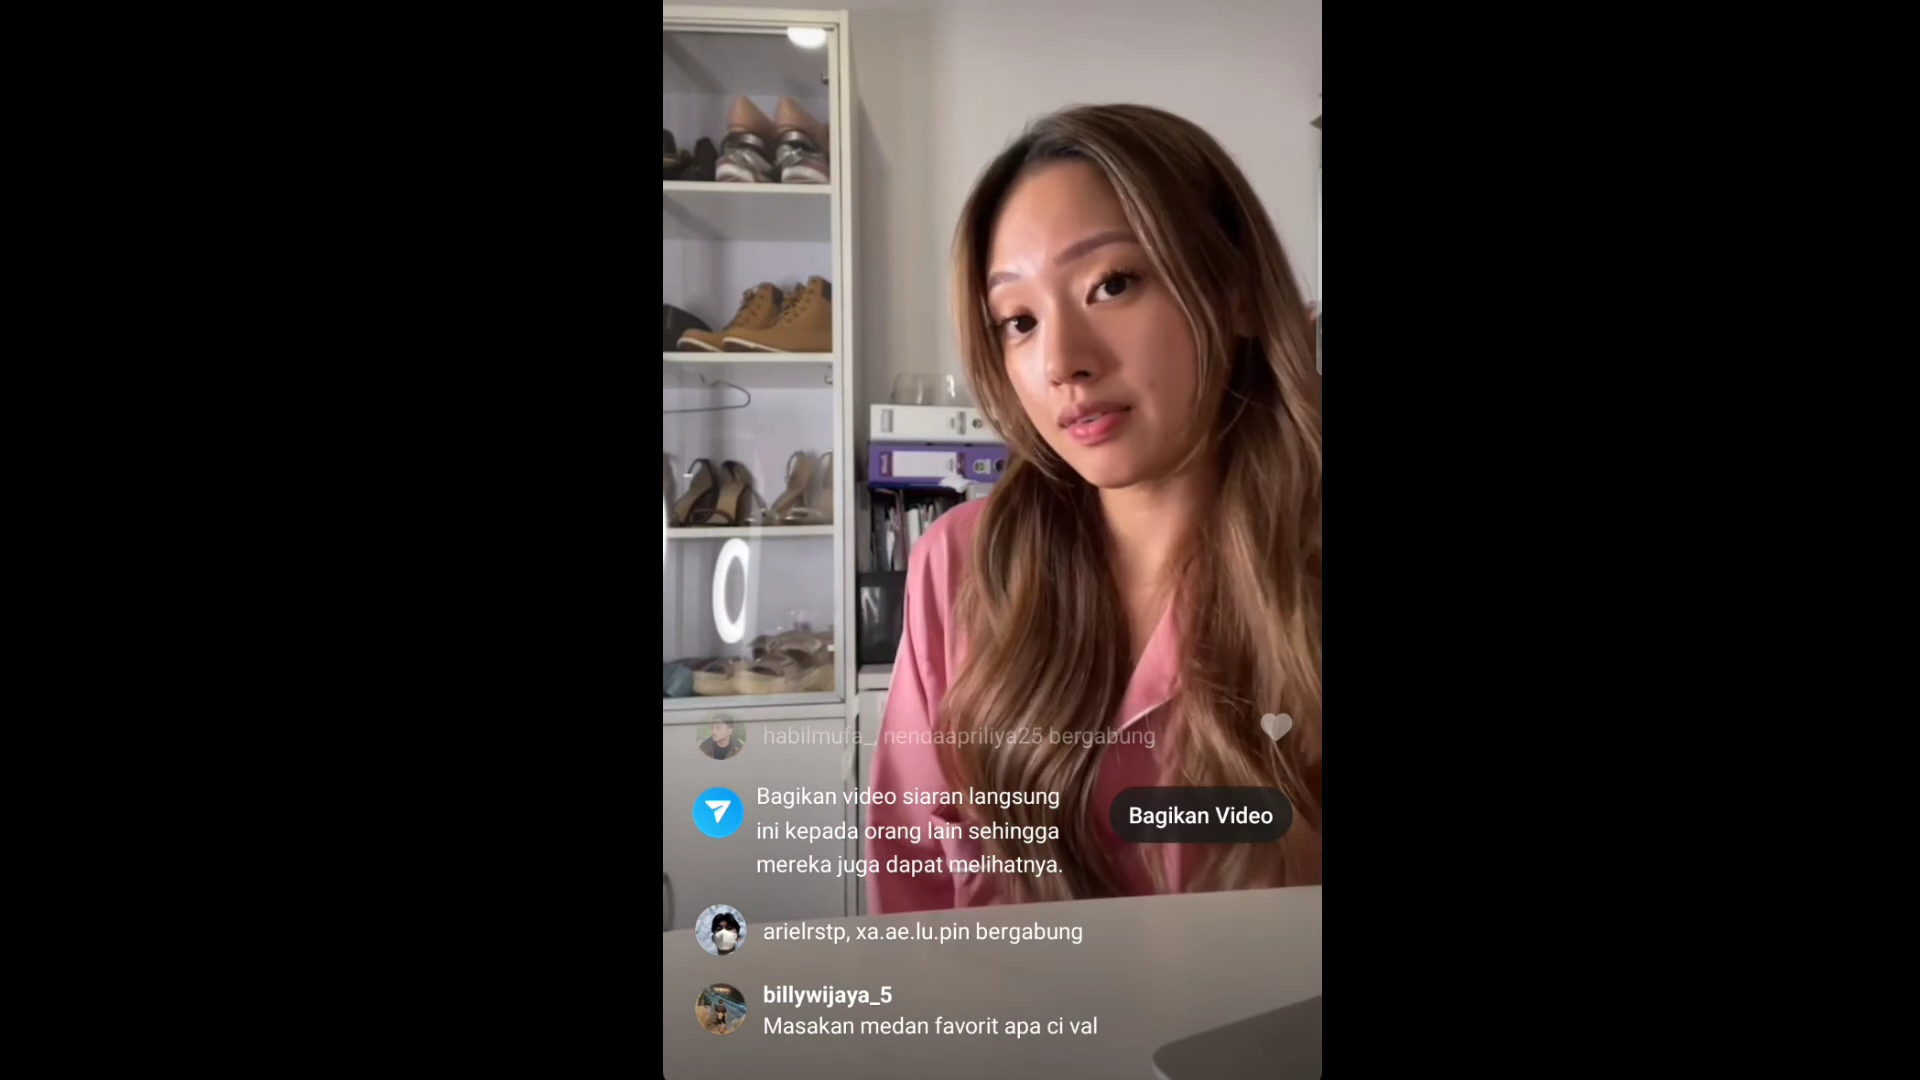 habilmufa_, nendaapriliya25 bergabung
Bagikan video siaran langsung
ini kepada orang lain sehingga
mereka juga dapat melihatnya.
Bagikan Video
arielrstp, xa.ae.lu.pin bergabung
billywijaya_5
Masakan medan favorit apa ci val